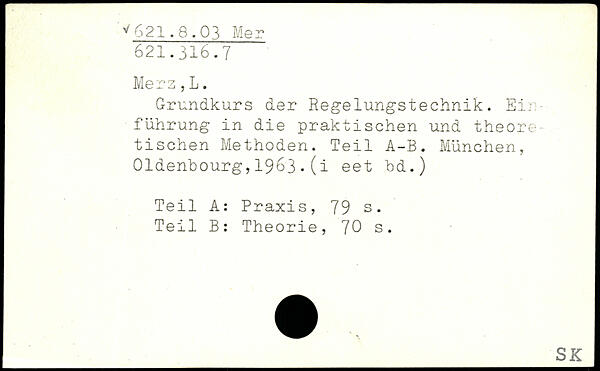 √621.8.03 Mer
621.316.7
Merz,L.
Grundkurs der Regelungstechnik. Ein-
führung in die praktischen und theore-
tischen Methoden. Teil A-B. München,
Oldenbourg,1963.(i eet bd.)
Teil A: Praxis, 79 s.
Teil B: Theorie, 70 s.
SK